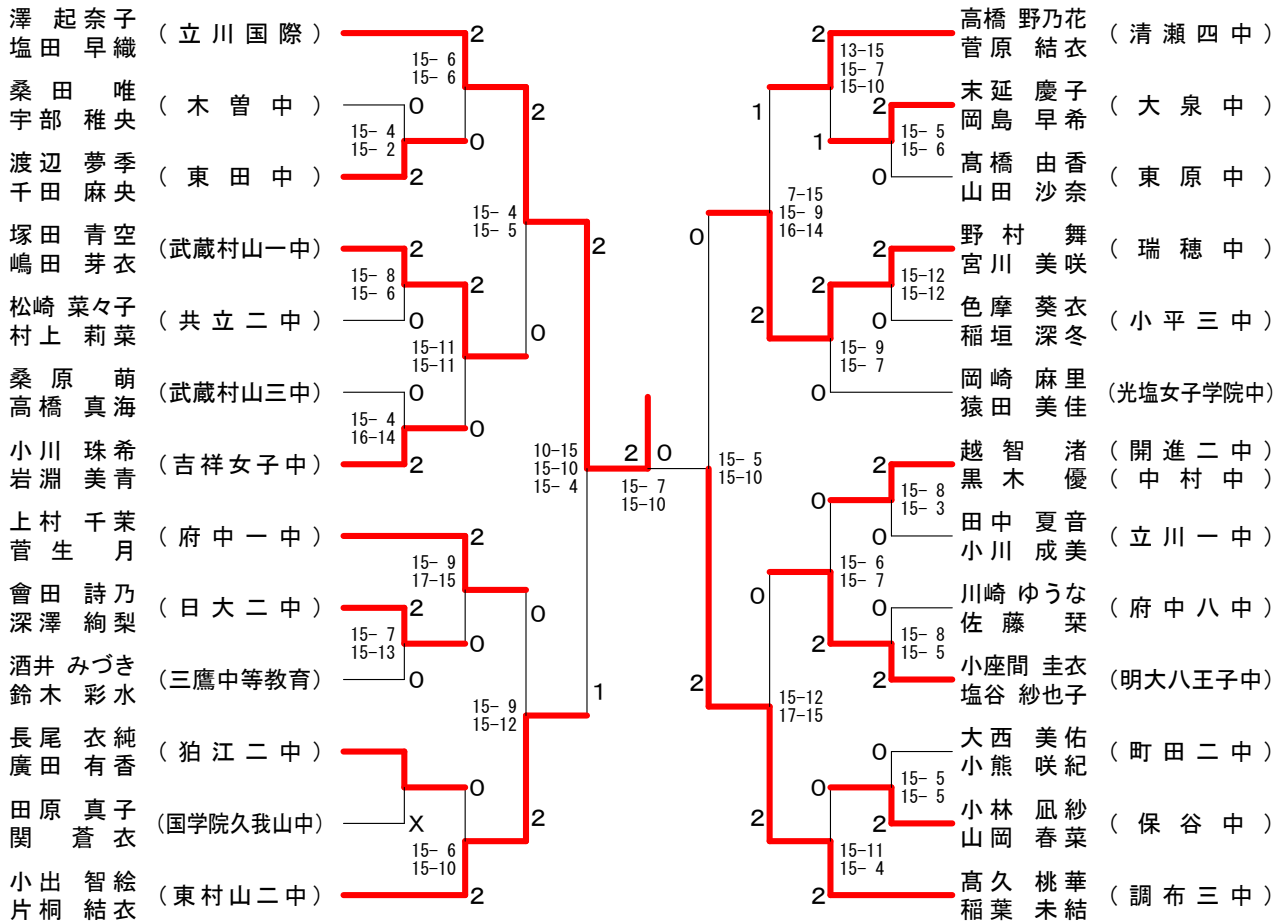 澤 起奈子
塩田 早織
(立川国際)
2
15- 6
15- 6
桑田 唯
宇部 稚央
(木曽中)
0
15- 4
15- 2
0
渡辺 夢季
千田 麻央
(東田中)
2
2
15- 4
15- 5
塚田 青空
嶋田 芽衣
(武蔵村山一中)
2
15- 8
15- 6
2
松崎 菜々子
村上 莉菜
(共立二中)
0
15-11
15-11
0
桑原 萌
高橋 真海
(武蔵村山三中)
0
15- 4
16-14
0
小川 珠希
岩淵 美青
(吉祥女子中)
2
2
10-15
15-10
15- 4
上村 千茉
菅生 月
(府中一中)
2
15- 9
17-15
0
會田 詩乃
深澤 絢梨
(日大二中)
2
15- 7
15-13
0
酒井 みづき
鈴木 彩水
(三鷹中等教育)
0
15- 9
15-12
1
長尾 衣純
廣田 有香
(狛江二中)
0
田原 真子
関 蒼衣
(国学院久我山中)
X
15- 6
15-10
2
小出 智絵
片桐 結衣
(東村山二中)
2
2 0
15- 7
15-10
高橋 野乃花
菅原 結衣
(清瀬四中)
2
13-15
15- 7
15-10
1
末延 慶子
岡島 早希
(大泉中)
2
15- 5
15- 6
1
髙橋 由香
山田 沙奈
(東原中)
0
7-15
15- 9
16-14
0
野村 舞
宮川 美咲
(瑞穂中)
2
15-12
15-12
2
色摩 葵衣
稲垣 深冬
(小平三中)
0
2
15- 9
15- 7
岡崎 麻里
猿田 美佳
(光塩女子学院中)
0
15- 5
15-10
越智 渚
黒木 優
(開進二中)
(中村中)
2
15- 8
15- 3
0
田中 夏音
小川 成美
(立川一中)
0
15- 6
15- 7
0
川崎 ゆうな
佐藤 栞
(府中八中)
0
15- 8
15- 5
2
小座間 圭衣
塩谷 紗也子
(明大八王子中)
2
2
15-12
17-15
大西 美佑
小熊 咲紀
(町田二中)
0
15- 5
15- 5
0
小林 凪紗
山岡 春菜
(保谷中)
2
2
15-11
15- 4
髙久 桃華
稲葉 未結
(調布三中)
2